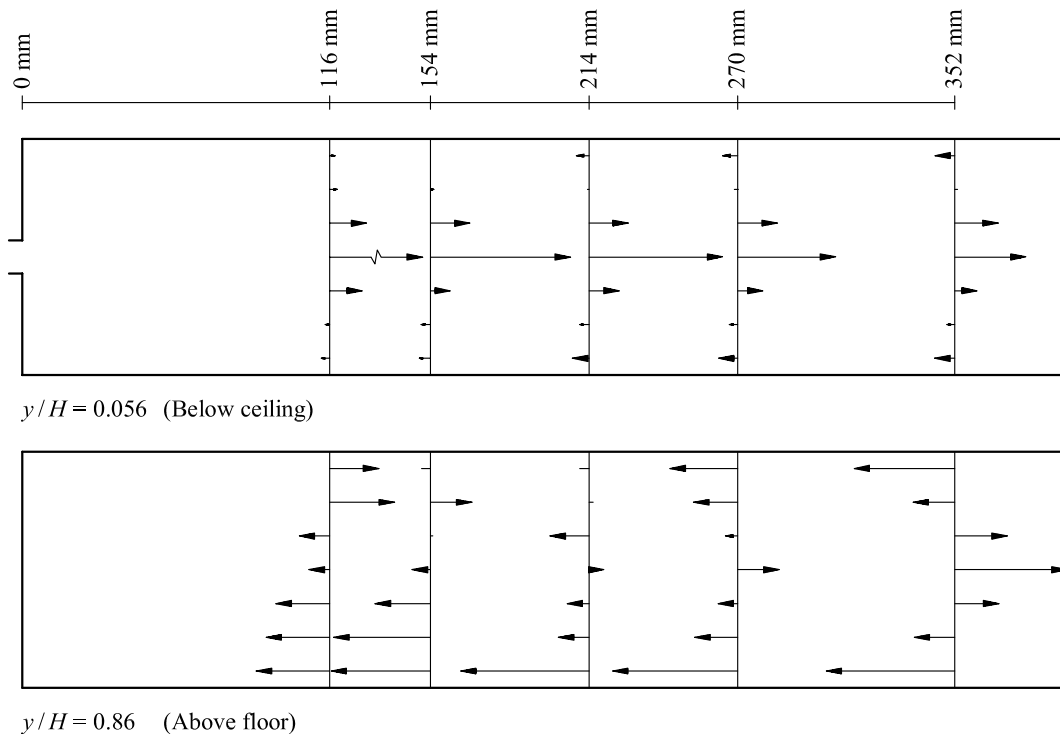 0 mm
116 mm
154 mm
214 mm
270 mm
352 mm
y / H = 0.056 (Below ceiling)
y / H = 0.86 (Above floor)